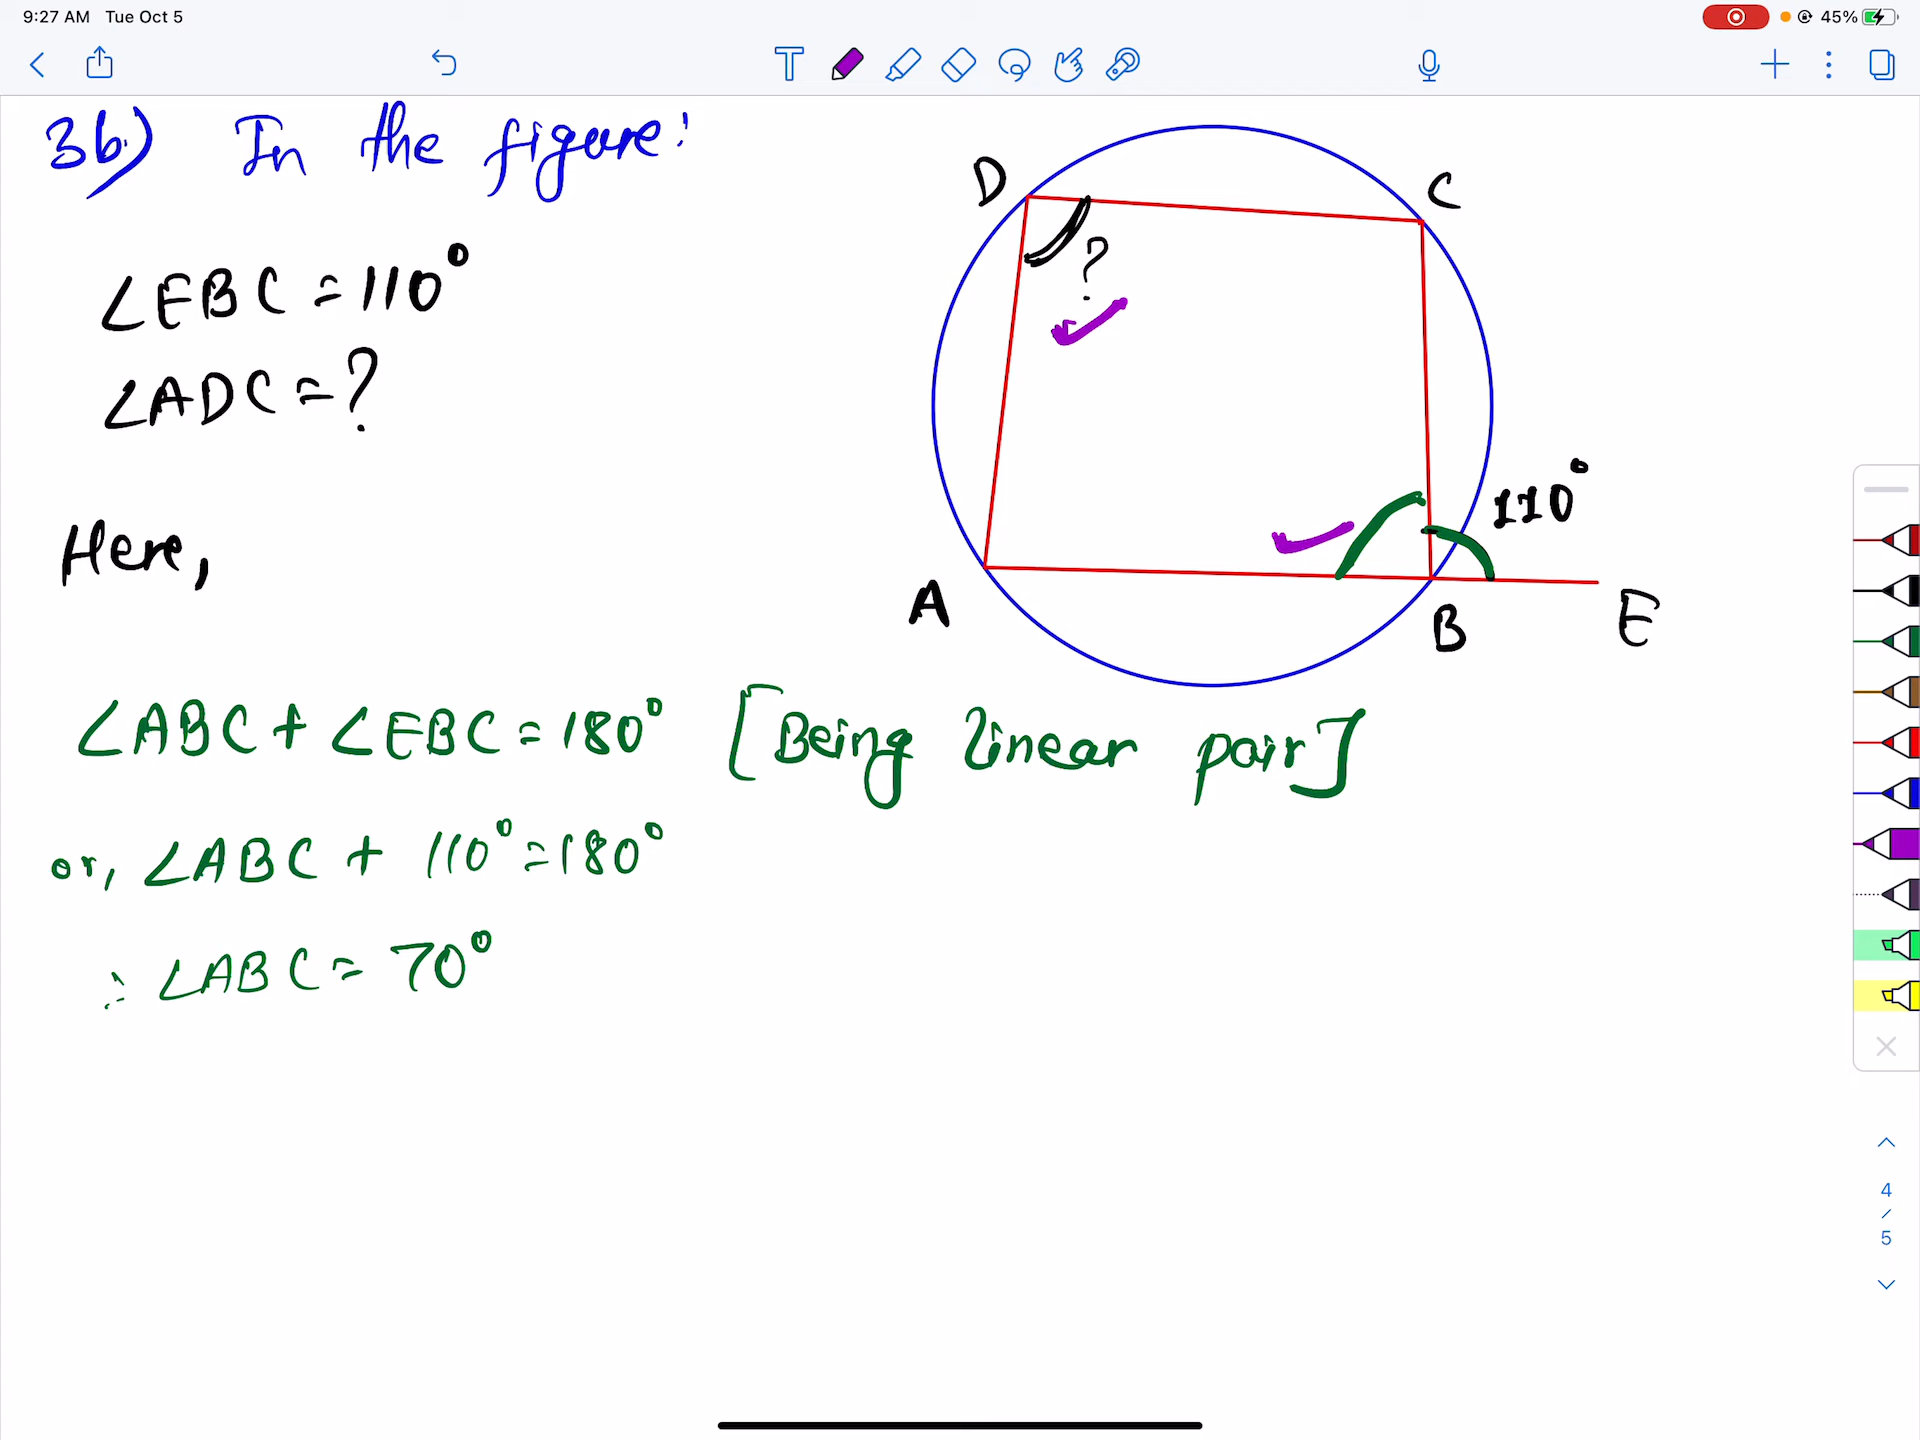 9:27 AM Tue Oct 5
45%
3b.) In the figure:
D
C
?
∠EBC = 110°
∠ADC = ?
110°
Here,
A
B
E
∠ABC + ∠EBC = 180° [Being linear pair]
or, ∠ABC + 110° = 180°
∴ ∠ABC = 70°
4
/
5